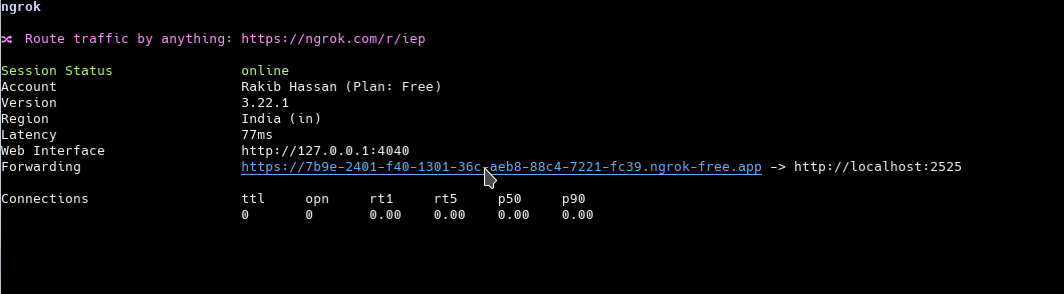 ngrok
🔀 Route traffic by anything: https://ngrok.com/r/iep
Session Status online
Account Rakib Hassan (Plan: Free)
Version 3.22.1
Region India (in)
Latency 77ms
Web Interface http://127.0.0.1:4040
Forwarding https://7b9e-2401-f40-1301-36c-aeb8-88c4-7221-fc39.ngrok-free.app -> http://localhost:2525
Connections ttl opn rt1 rt5 p50 p90
0 0 0.00 0.00 0.00 0.00